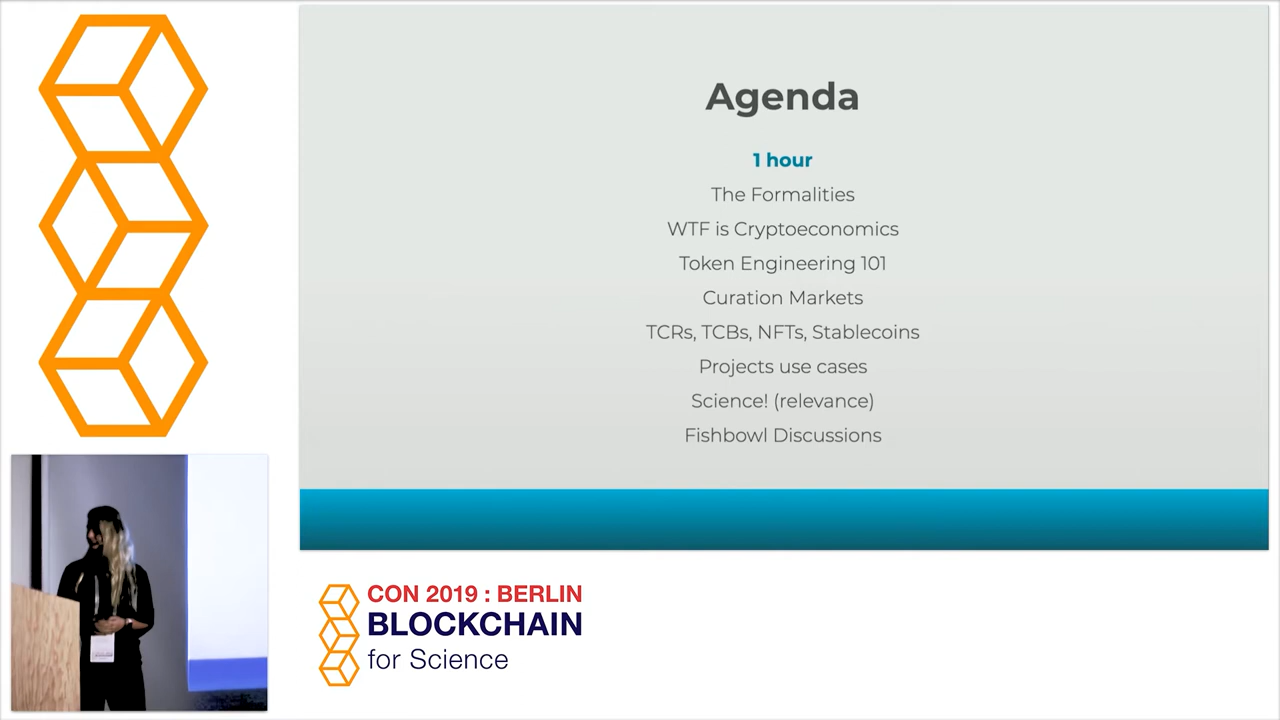 Agenda
1 hour
The Formalities
WTF is Cryptoeconomics
Token Engineering 101
Curation Markets
TCRs, TCBs, NFTs, Stablecoins
Projects use cases
Science! (relevance)
Fishbowl Discussions
CON 2019 : BERLIN
BLOCKCHAIN
for Science